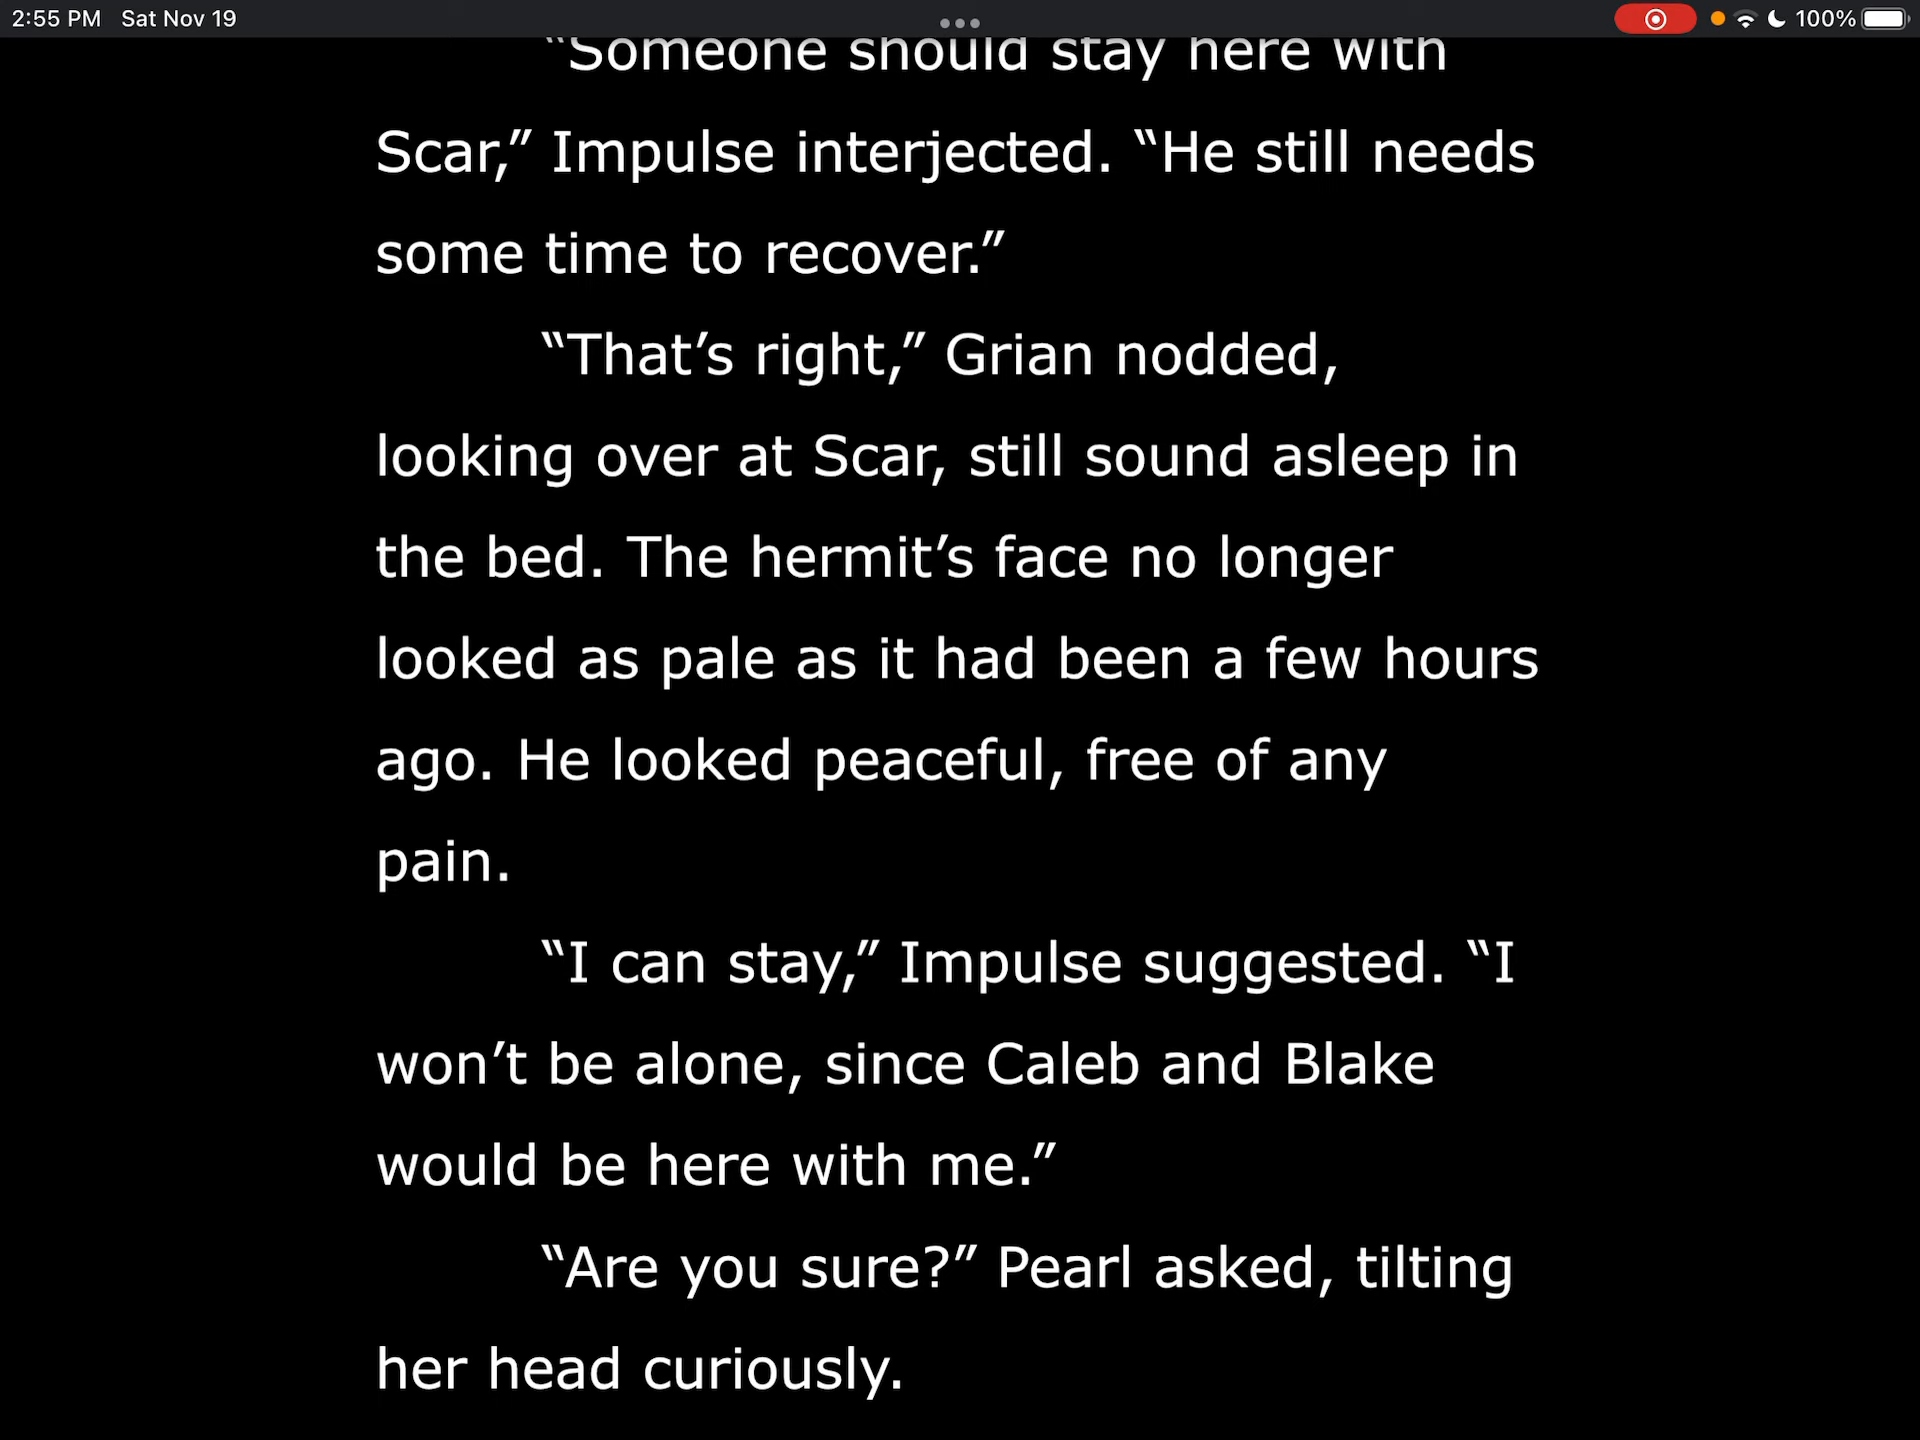 2:55 PM Sat Nov 19
100%
“Someone should stay here with
Scar,” Impulse interjected. “He still needs
some time to recover.”
“That’s right,” Grian nodded,
looking over at Scar, still sound asleep in
the bed. The hermit’s face no longer
looked as pale as it had been a few hours
ago. He looked peaceful, free of any
pain.
“I can stay,” Impulse suggested. “I
won’t be alone, since Caleb and Blake
would be here with me.”
“Are you sure?” Pearl asked, tilting
her head curiously.